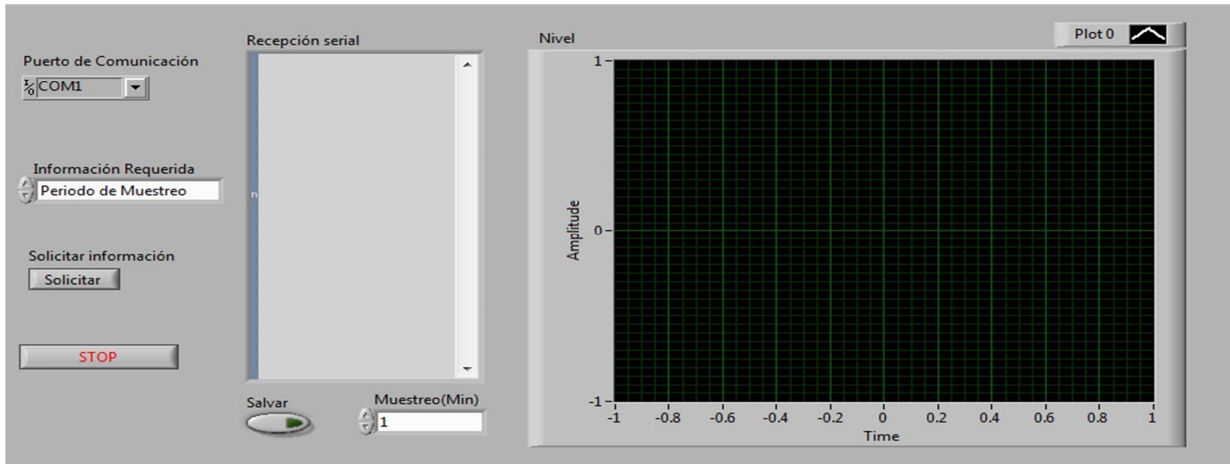 Puerto de Comunicación
COM1
Información Requerida
Periodo de Muestreo
Solicitar información
Solicitar
STOP
Recepción serial
n
Salvar
Muestreo(Min)
1
Nivel
Plot 0
Amplitude
1
0
-1
-1 -0.8 -0.6 -0.4 -0.2 0 0.2 0.4 0.6 0.8 1
Time